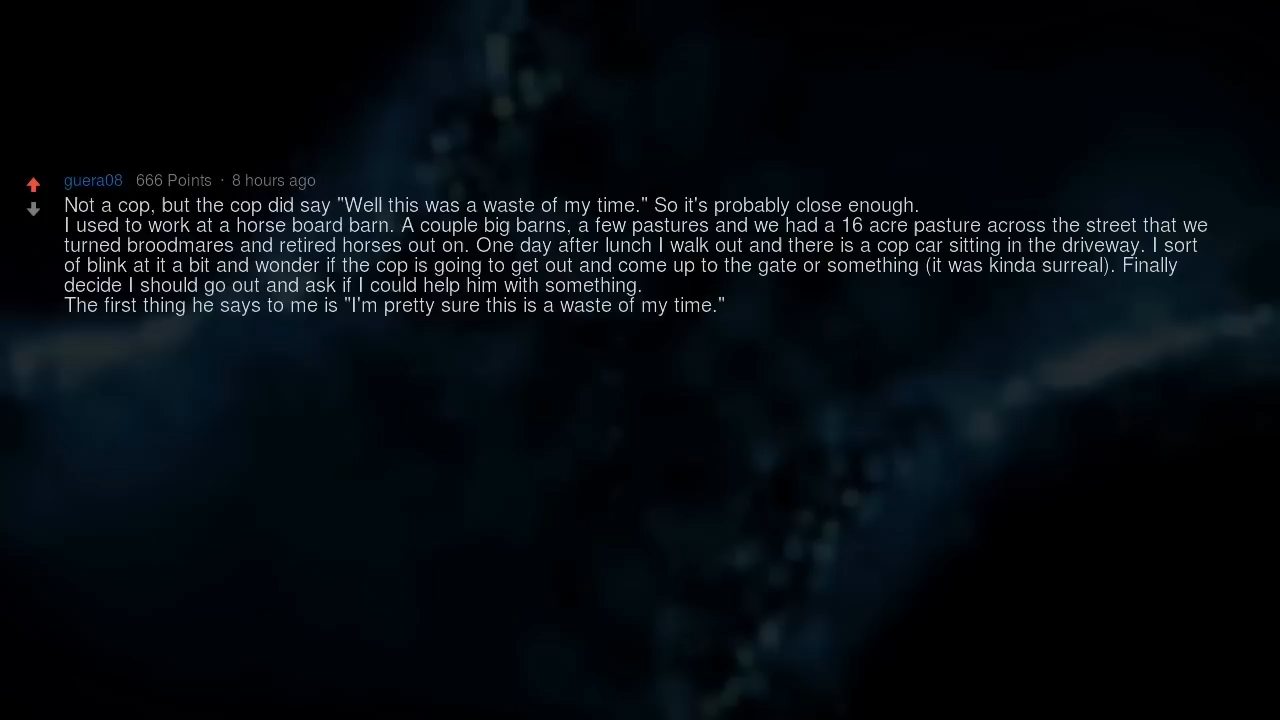 guera08 666 Points · 8 hours ago
Not a cop, but the cop did say "Well this was a waste of my time." So it's probably close enough.
I used to work at a horse board barn. A couple big barns, a few pastures and we had a 16 acre pasture across the street that we
turned broodmares and retired horses out on. One day after lunch I walk out and there is a cop car sitting in the driveway. I sort
of blink at it a bit and wonder if the cop is going to get out and come up to the gate or something (it was kinda surreal). Finally
decide I should go out and ask if I could help him with something.
The first thing he says to me is "I'm pretty sure this is a waste of my time."